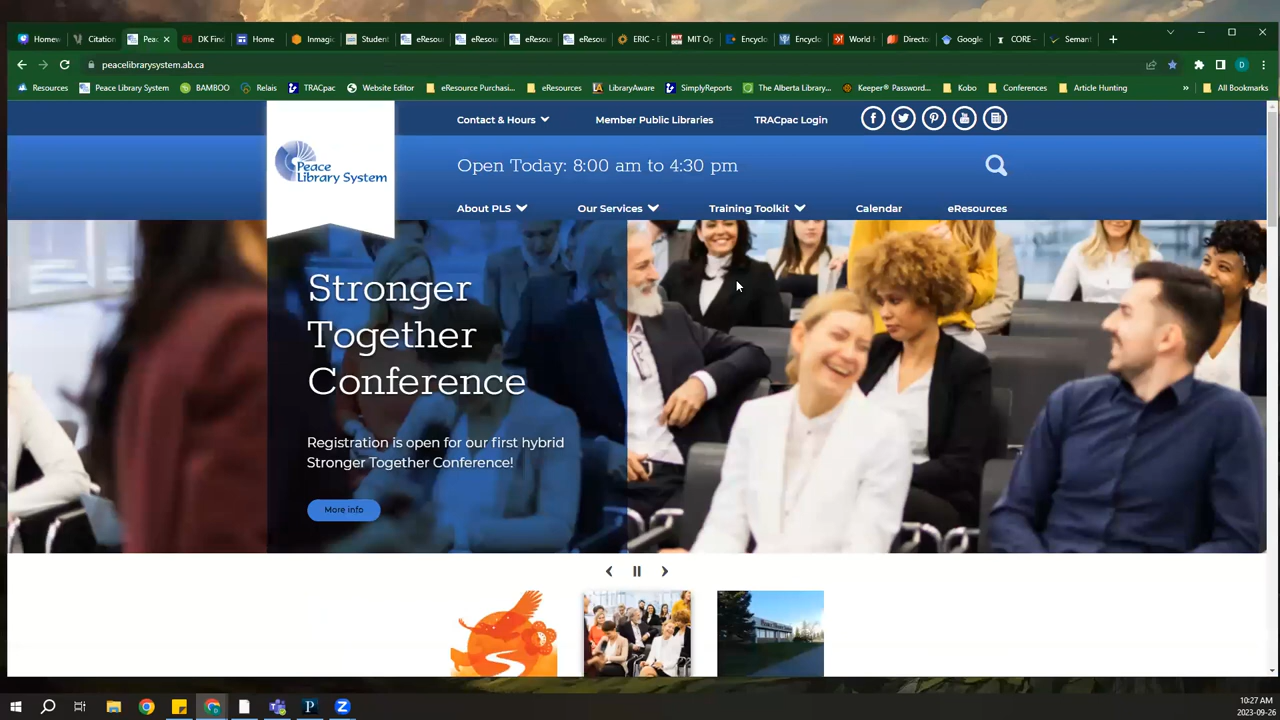 Homew
Citation
Peac
DK Find
Home
Inmagic
Student
eResou
eResou
eResou
eResou
ERIC - E
MIT Op
Encyclo
Encyclo
World H
Directo
Google
CORE –
Semant
peacelibrarysystem.ab.ca
Resources
Peace Library System
BAMBOO
Relais
TRACpac
Website Editor
eResource Purchasi...
eResources
LibraryAware
SimplyReports
The Alberta Library...
Keeper® Password...
Kobo
Conferences
Article Hunting
»
All Bookmarks
Contact & Hours
Member Public Libraries
TRACpac Login
Peace
Library System
Open Today: 8:00 am to 4:30 pm
About PLS
Our Services
Training Toolkit
Calendar
eResources
Stronger
Together
Conference
Registration is open for our first hybrid
Stronger Together Conference!
More info
10:27 AM
2023-09-26